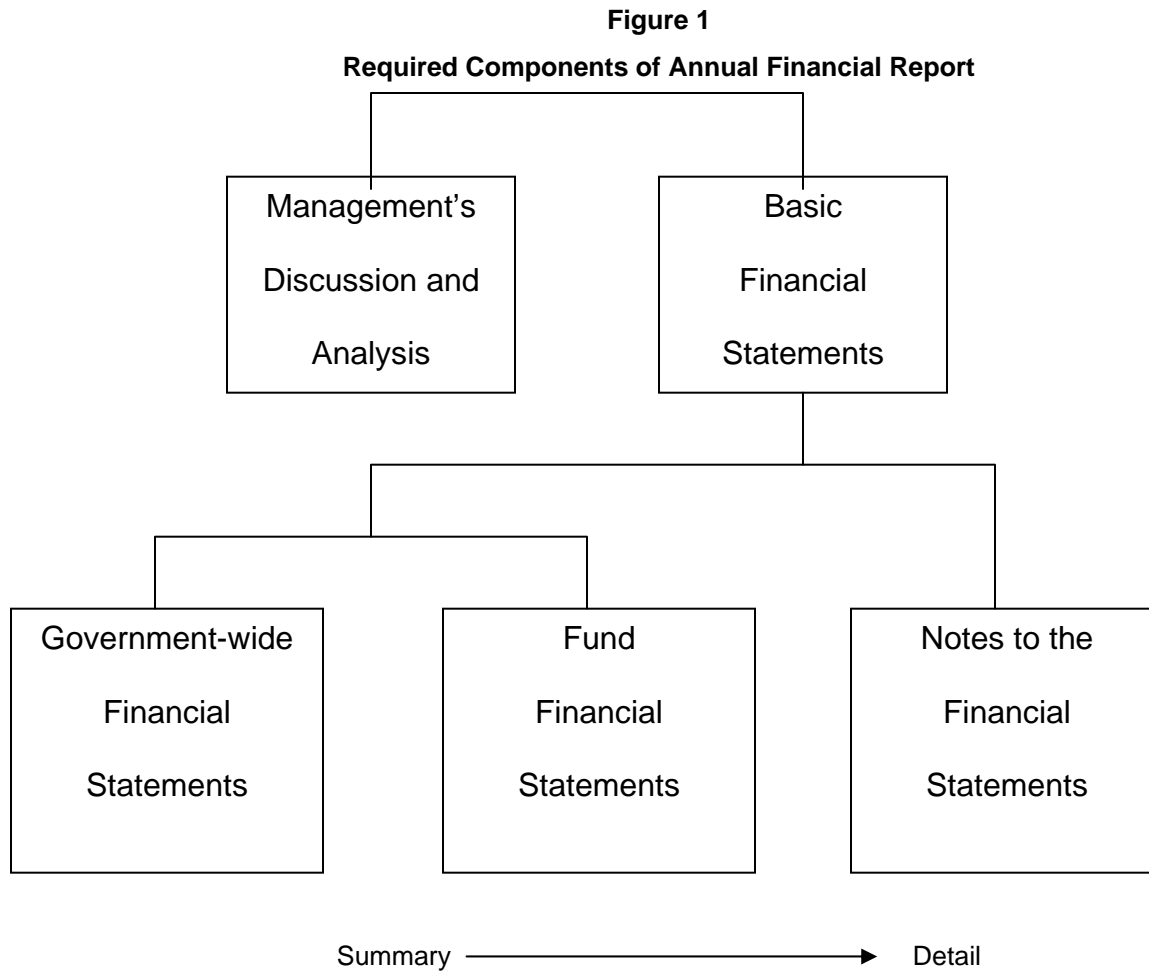 Figure 1
Required Components of Annual Financial Report
Management’s
Discussion and
Analysis
Basic
Financial
Statements
Government-wide
Financial
Statements
Fund
Financial
Statements
Notes to the
Financial
Statements
Summary
Detail